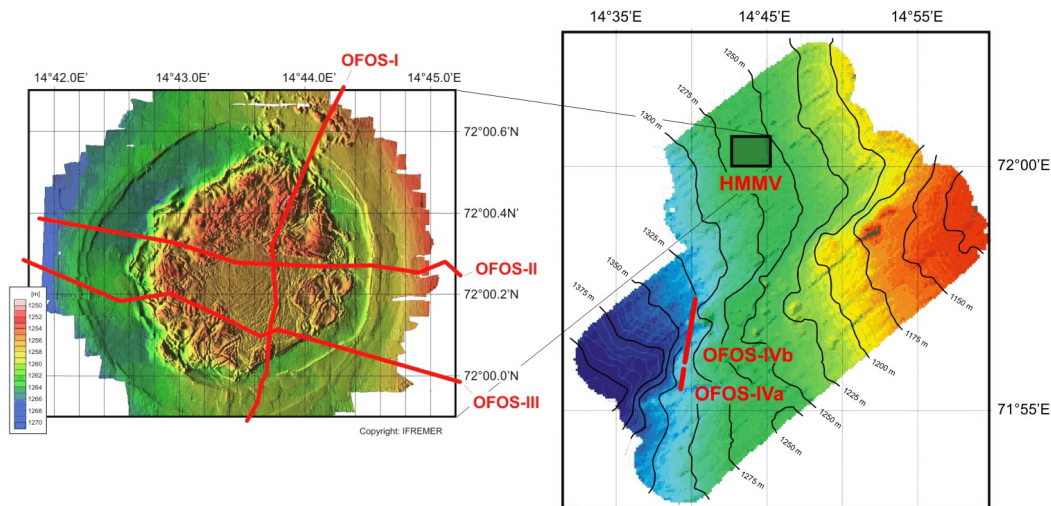 OFOS-I
14°42.0E'
14°43.0E'
14°44.0E'
14°45.0E'
72°00.6'N
72°00.4N'
OFOS-II
72°00.2'N
72°00.0'N
OFOS-III
[m]
1250
1252
1254
1256
1258
1260
1262
1264
1266
1268
1270
Copyright: IFREMER
14°35'E
14°45'E
14°55'E
1250 m
1275 m
1300 m
HMMV
72°00'E
1325 m
1350 m
1375 m
1150 m
1175 m
OFOS-IVb
1200 m
OFOS-IVa
1225 m
71°55'E
1250 m
1275 m